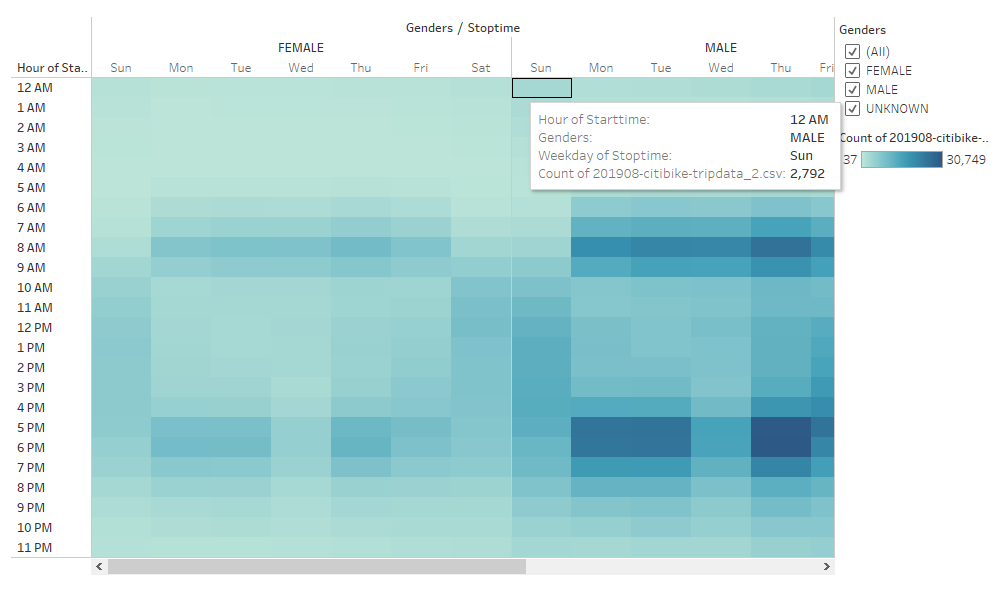 Genders / Stoptime
FEMALE MALE
Hour of Sta.. Sun Mon Tue Wed Thu Fri Sat Sun Mon Tue Wed Thu Fri
12 AM
1 AM
2 AM
3 AM
4 AM
5 AM
6 AM
7 AM
8 AM
9 AM
10 AM
11 AM
12 PM
1 PM
2 PM
3 PM
4 PM
5 PM
6 PM
7 PM
8 PM
9 PM
10 PM
11 PM
Hour of Starttime: 12 AM
Genders: MALE
Weekday of Stoptime: Sun
Count of 201908-citibike-tripdata_2.csv: 2,792
Genders
(All)
FEMALE
MALE
UNKNOWN
Count of 201908-citibike-..
37 30,749